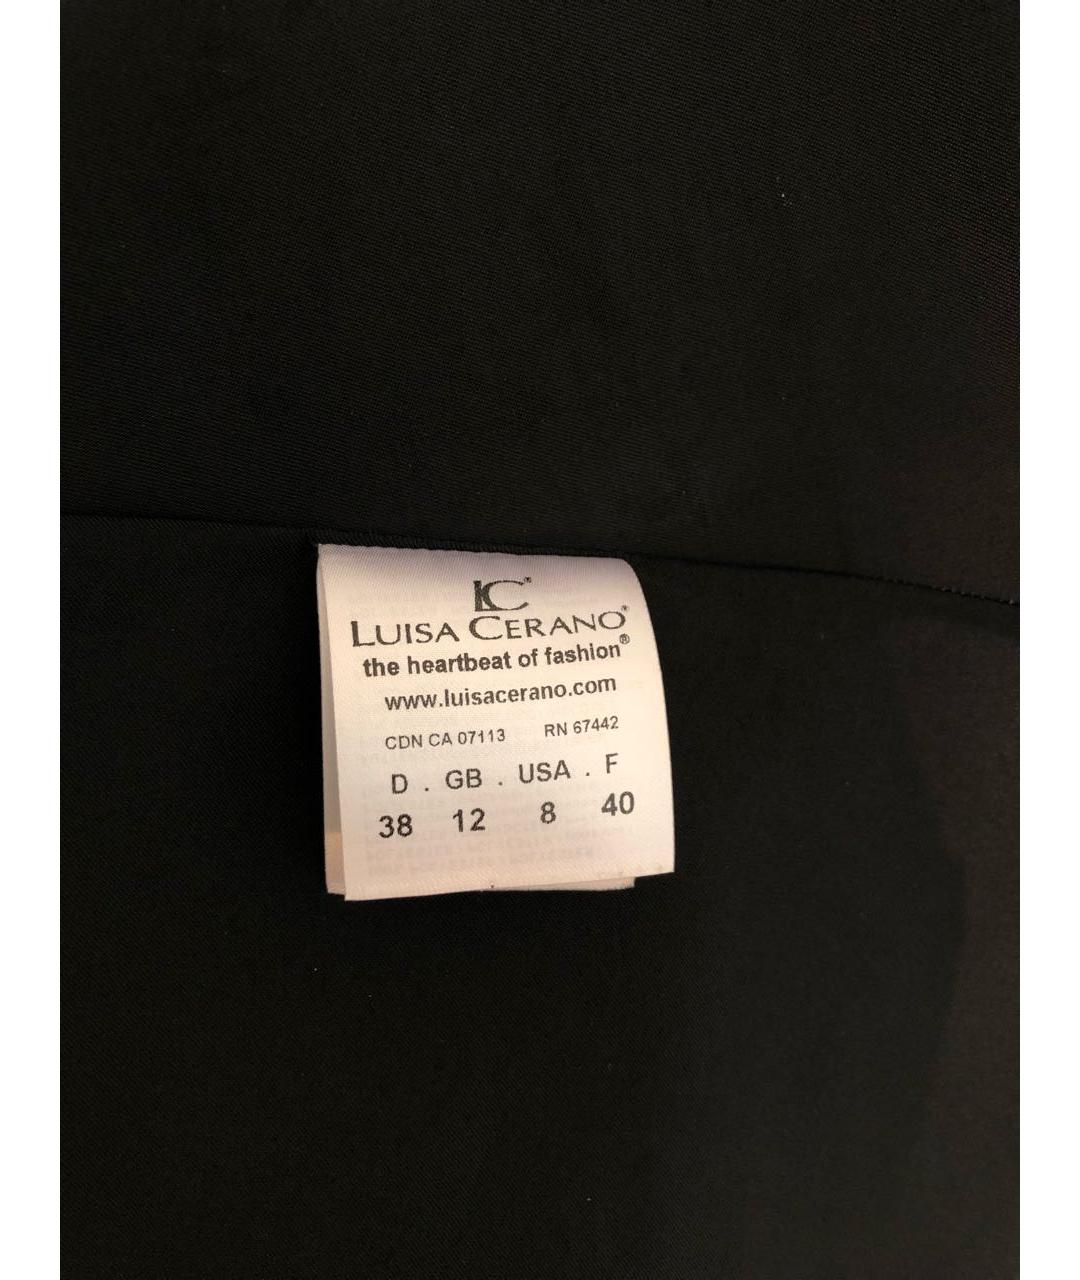 LC®
LUISA CERANO®
the heartbeat of fashion®
www.luisacerano.com
CDN CA 07113 RN 67442
D . GB . USA . F
38 12 8 40